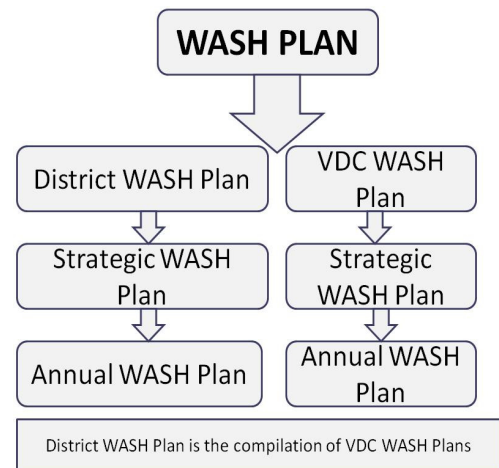 WASH PLAN
District WASH Plan
VDC WASH
Plan
Strategic WASH
Plan
Strategic
WASH Plan
Annual WASH Plan
Annual WASH
Plan
District WASH Plan is the compilation of VDC WASH Plans